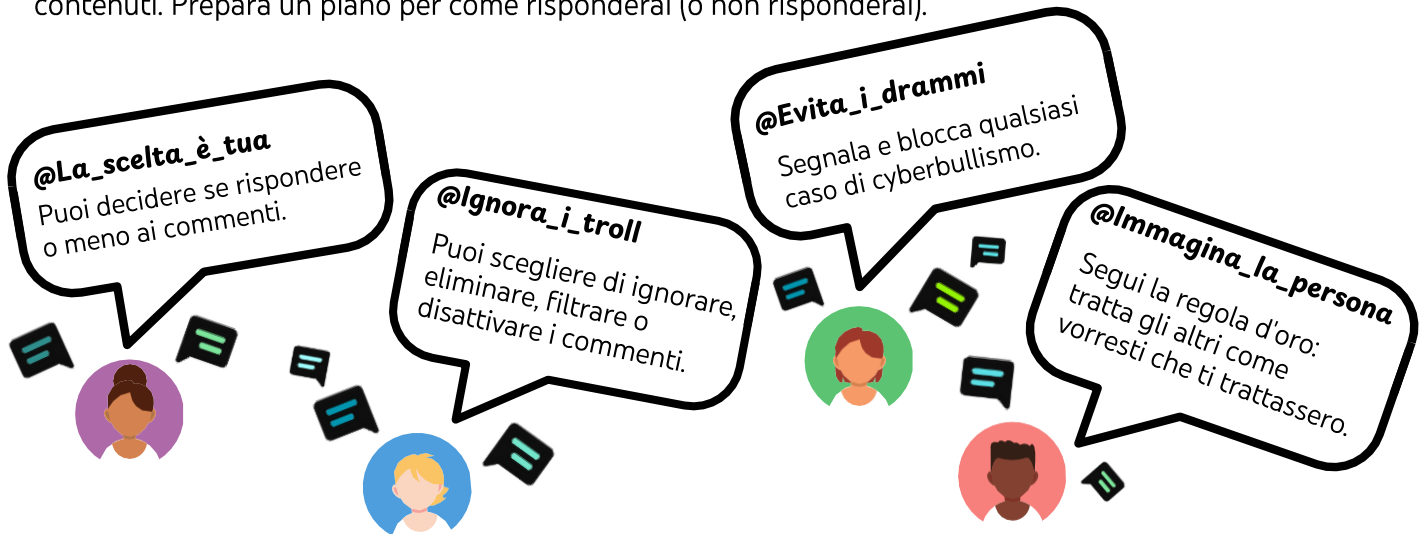 contenuti. Prepara un piano per come risponderai (o non risponderai).
@La_scelta_è_tua
Puoi decidere se rispondere
o meno ai commenti.
@Ignora_i_troll
Puoi scegliere di ignorare,
eliminare, filtrare o
disattivare i commenti.
@Evita_i_drammi
Segnala e blocca qualsiasi
caso di cyberbullismo.
@Immagina_la_persona
Segui la regola d'oro:
tratta gli altri come
vorresti che ti trattassero.